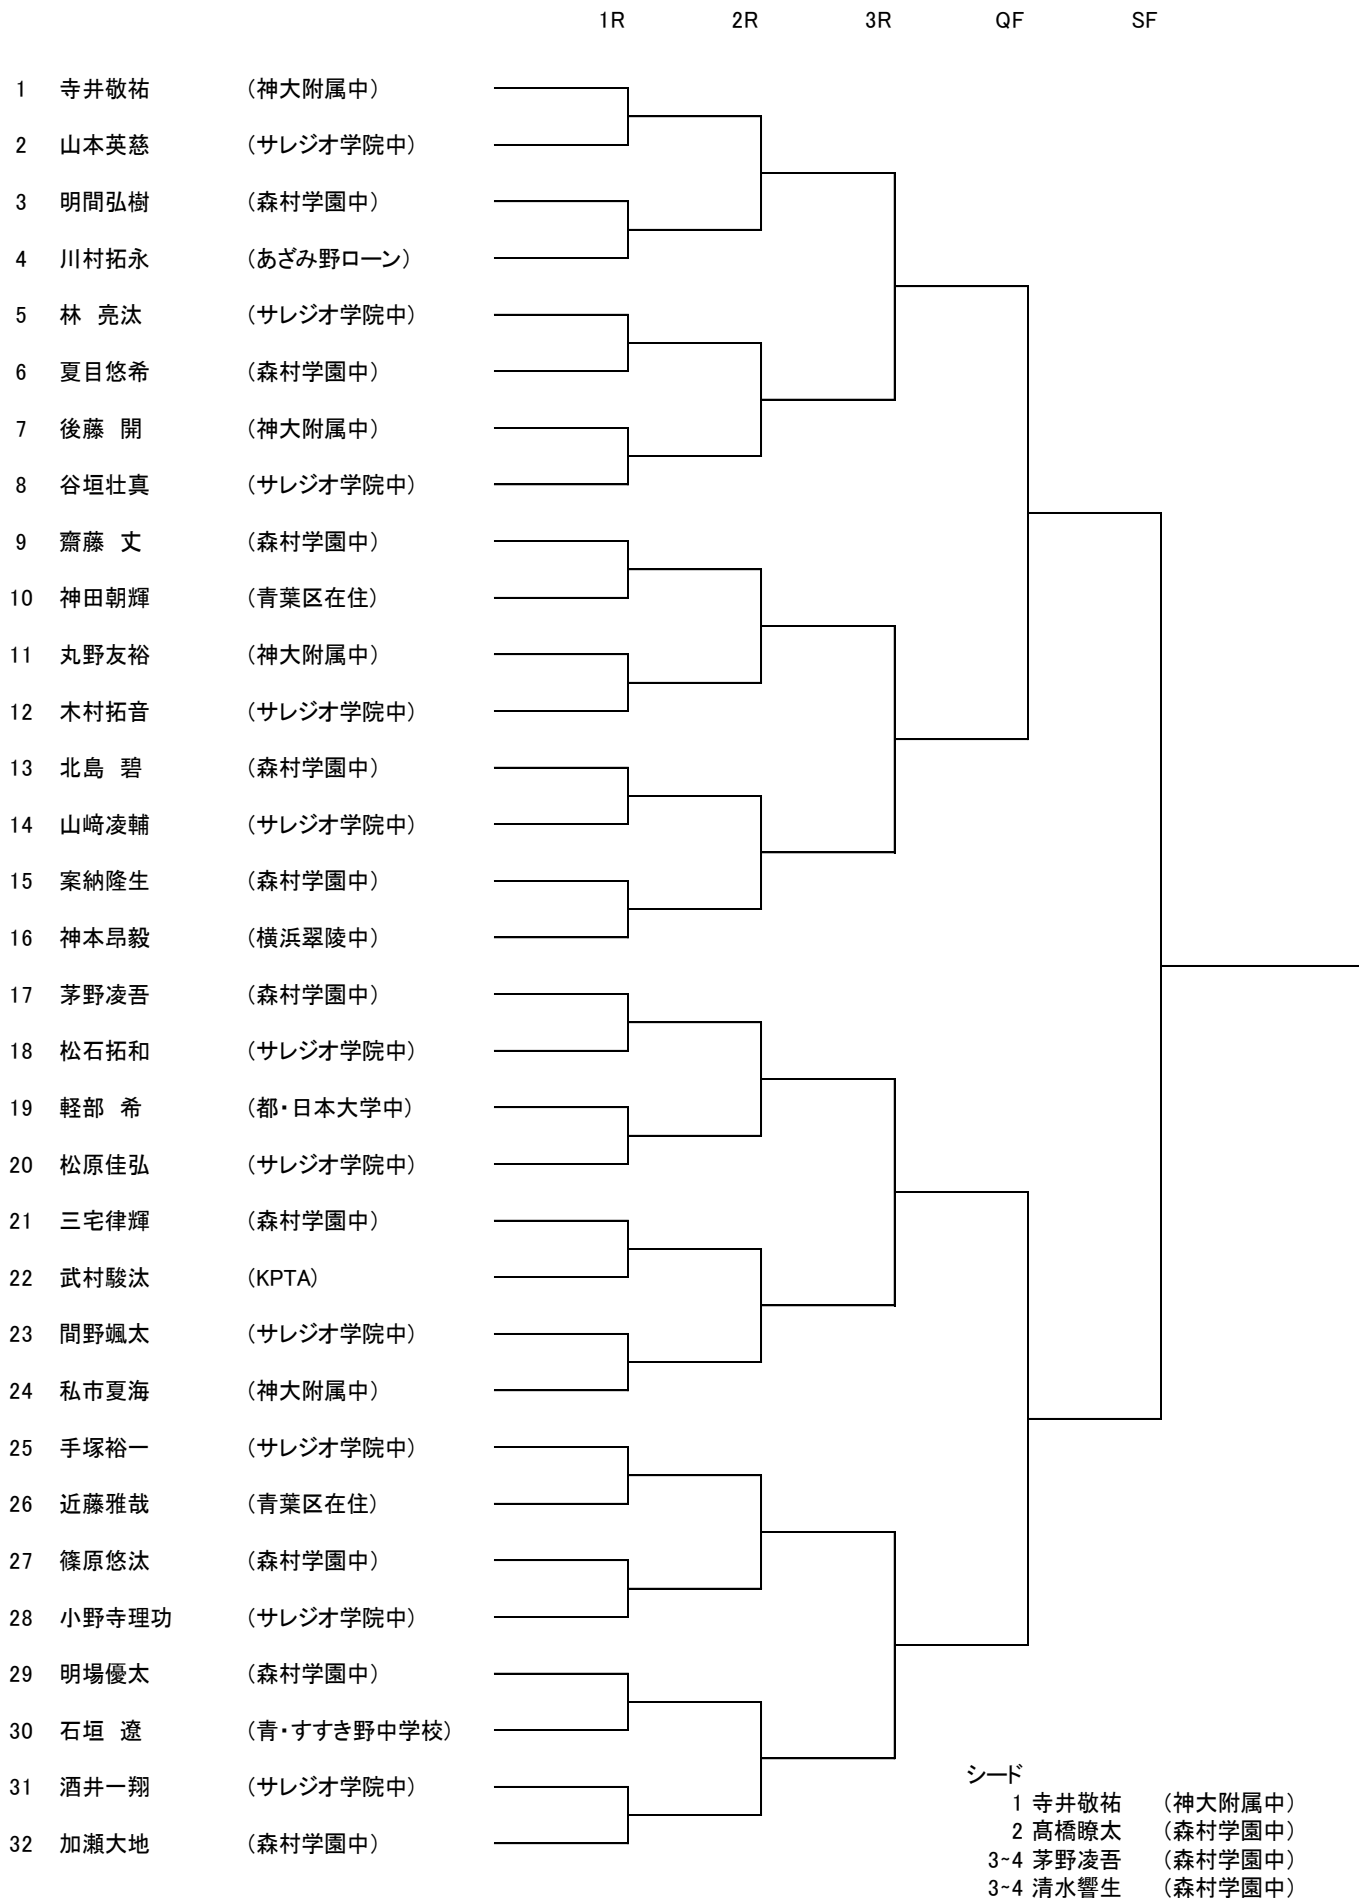 1R 2R 3R QF SF
1 寺井敬祐 (神大附属中)
2 山本英慈 (サレジオ学院中)
3 明間弘樹 (森村学園中)
4 川村拓永 (あざみ野ローン)
5 林　亮汰 (サレジオ学院中)
6 夏目悠希 (森村学園中)
7 後藤　開 (神大附属中)
8 谷垣壮真 (サレジオ学院中)
9 齋藤　丈 (森村学園中)
10 神田朝輝 (青葉区在住)
11 丸野友裕 (神大附属中)
12 木村拓音 (サレジオ学院中)
13 北島　碧 (森村学園中)
14 山﨑凌輔 (サレジオ学院中)
15 案納隆生 (森村学園中)
16 神本昂毅 (横浜翠陵中)
17 茅野凌吾 (森村学園中)
18 松石拓和 (サレジオ学院中)
19 軽部　希 (都・日本大学中)
20 松原佳弘 (サレジオ学院中)
21 三宅律輝 (森村学園中)
22 武村駿汰 (KPTA)
23 間野颯太 (サレジオ学院中)
24 私市夏海 (神大附属中)
25 手塚裕一 (サレジオ学院中)
26 近藤雅哉 (青葉区在住)
27 篠原悠汰 (森村学園中)
28 小野寺理功 (サレジオ学院中)
29 明場優太 (森村学園中)
30 石垣　遼 (青・すすき野中学校)
31 酒井一翔 (サレジオ学院中)
32 加瀬大地 (森村学園中)
シード
1 寺井敬祐 (神大附属中)
2 髙橋瞭太 (森村学園中)
3~4 茅野凌吾 (森村学園中)
3~4 清水響生 (森村学園中)